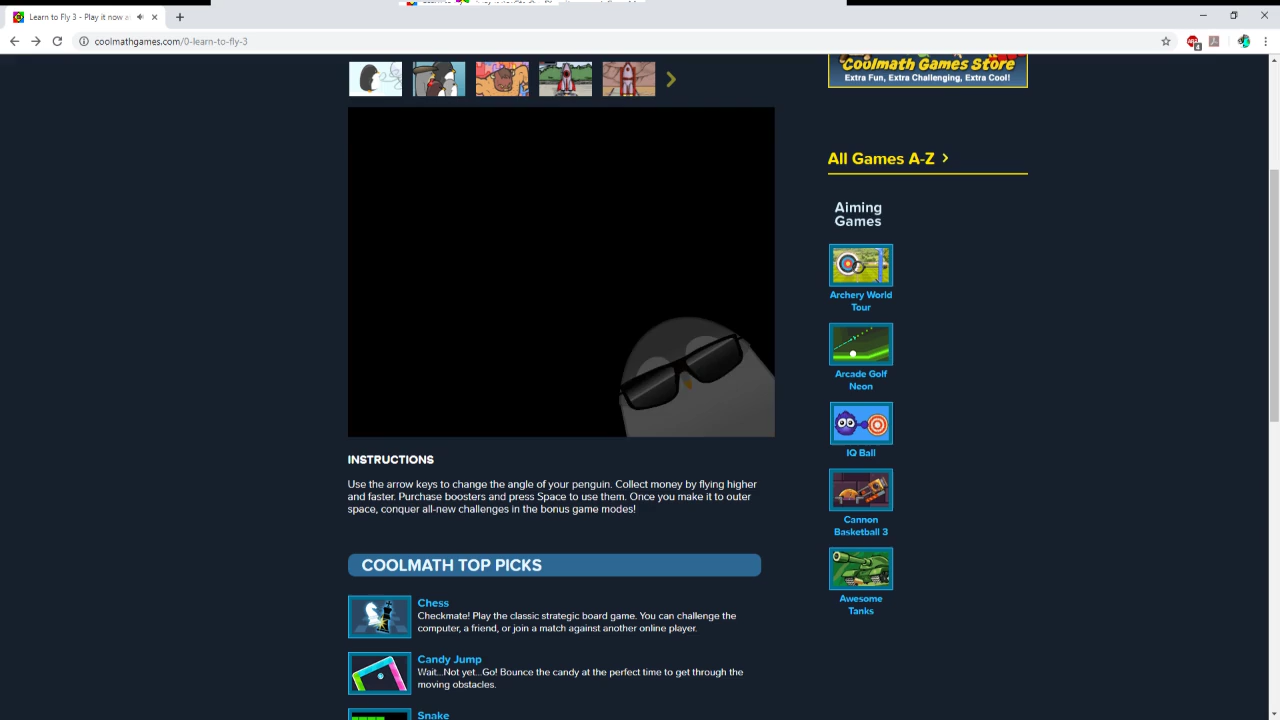 Learn to Fly 3 - Play it now a
coolmathgames.com/0-learn-to-fly-3
4
Coolmath Games Store
Extra Fun, Extra Challenging, Extra Cool!
All Games A-Z >
Aiming
Games
Archery World
Tour
Arcade Golf
Neon
IQ Ball
Cannon
Basketball 3
Awesome
Tanks
INSTRUCTIONS
Use the arrow keys to change the angle of your penguin. Collect money by flying higher
and faster. Purchase boosters and press Space to use them. Once you make it to outer
space, conquer all-new challenges in the bonus game modes!
COOLMATH TOP PICKS
Chess
Checkmate! Play the classic strategic board game. You can challenge the
computer, a friend, or join a match against another online player.
Candy Jump
Wait...Not yet...Go! Bounce the candy at the perfect time to get through the
moving obstacles.
Snake